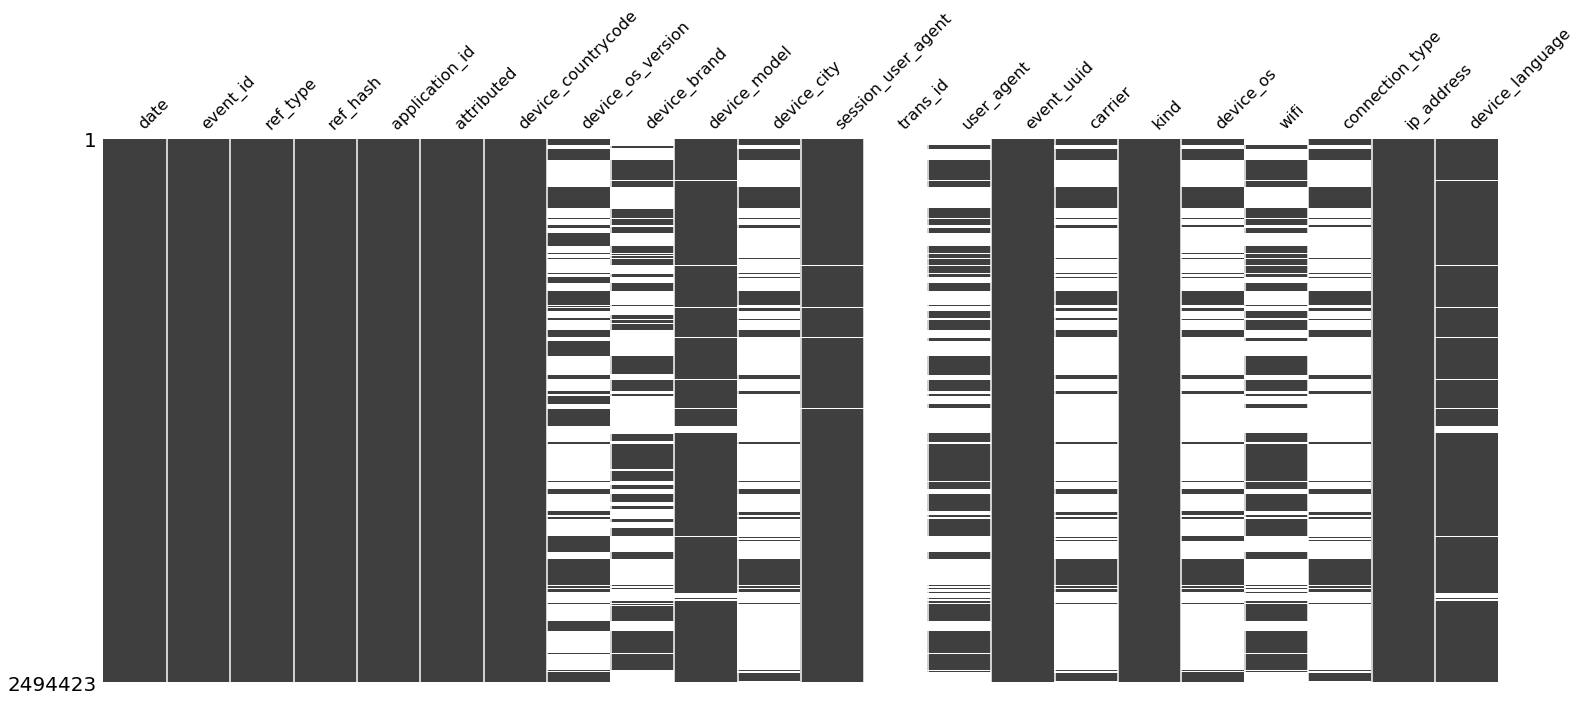 date
event_id
ref_type
ref_hash
application_id
attributed
device_countrycode
device_os_version
device_brand
device_model
device_city
session_user_agent
trans_id
user_agent
event_uuid
carrier
kind
device_os
wifi
connection_type
ip_address
device_language
1
2494423